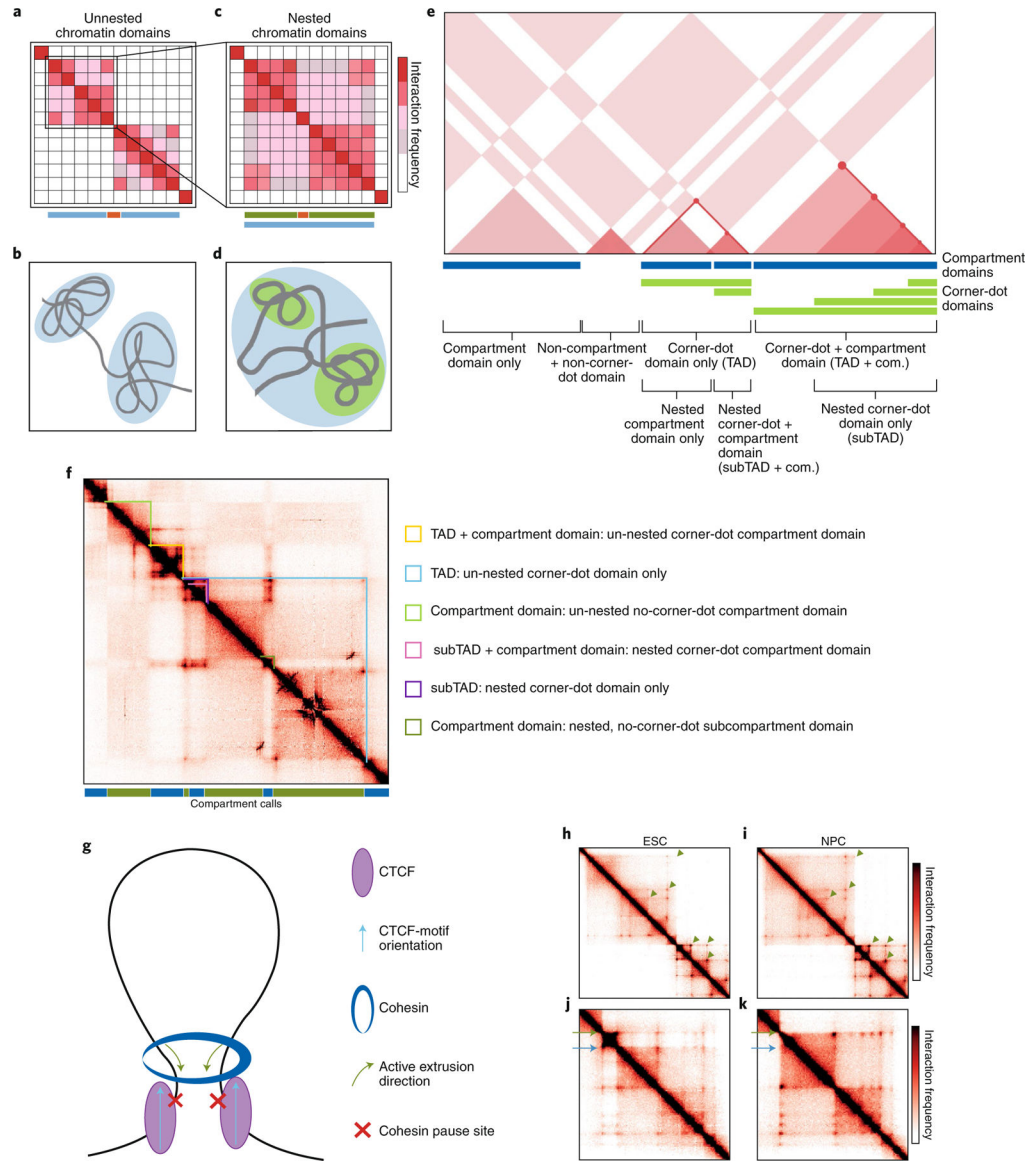 a
Unnested
chromatin domains
c
Nested
chromatin domains
Interaction frequency
b
d
e
Compartment
domains
Corner-dot
domains
Compartment
domain only
Non-compartment
+ non-corner-
dot domain
Corner-dot
domain only (TAD)
Corner-dot + compartment
domain (TAD + com.)
Nested
compartment
domain only
Nested
corner-dot +
compartment
domain
(subTAD + com.)
Nested corner-dot
domain only
(subTAD)
f
Compartment calls
TAD + compartment domain: un-nested corner-dot compartment domain
TAD: un-nested corner-dot domain only
Compartment domain: un-nested no-corner-dot compartment domain
subTAD + compartment domain: nested corner-dot compartment domain
subTAD: nested corner-dot domain only
Compartment domain: nested, no-corner-dot subcompartment domain
g
CTCF
CTCF-motif
orientation
Cohesin
Active extrusion
direction
Cohesin pause site
h
ESC
i
NPC
Interaction frequency
j
k
Interaction frequency